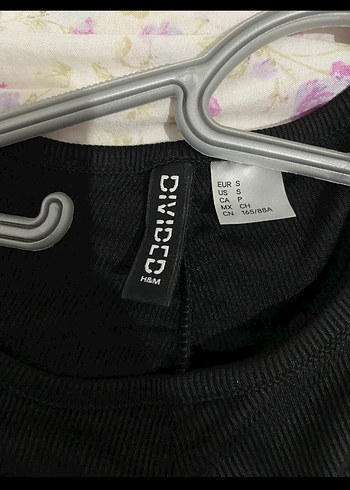 DIVIDED
H&M
EUR S
US S
CA P
MX CH
CN 165/88A